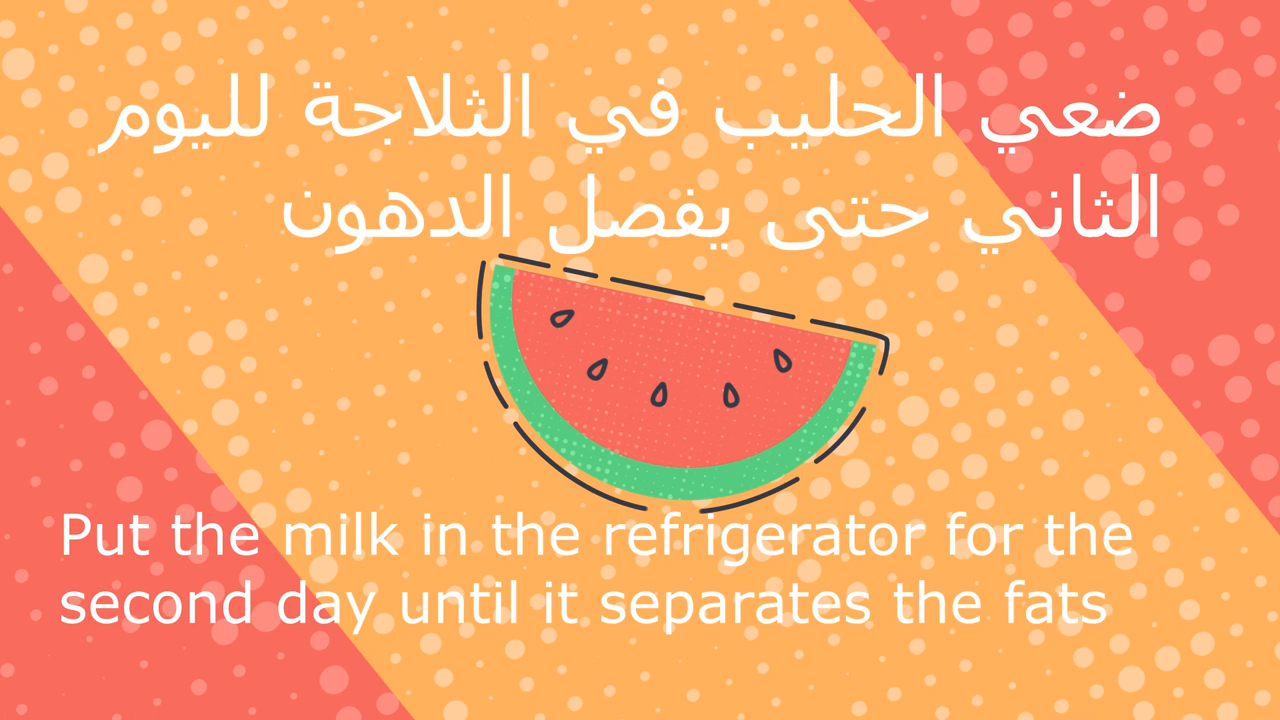 ضعي الحليب في الثلاجة لليوم
الثاني حتى يفصل الدهون
Put the milk in the refrigerator for the
second day until it separates the fats